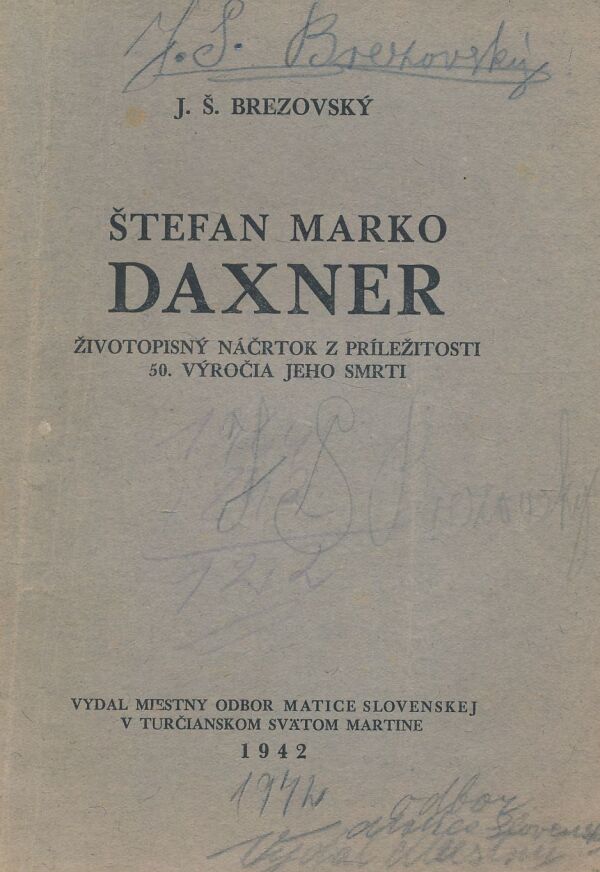 J. S. Brezovský
J. Š. BREZOVSKÝ
ŠTEFAN MARKO
DAXNER
ŽIVOTOPISNÝ NÁČRTOK Z PRÍLEŽITOSTI
50. VÝROČIA JEHO SMRTI
1212
VYDAL MIESTNY ODBOR MATICE SLOVENSKEJ
V TURČIANSKOM SVÄTOM MARTINE
1942
1942
odbor